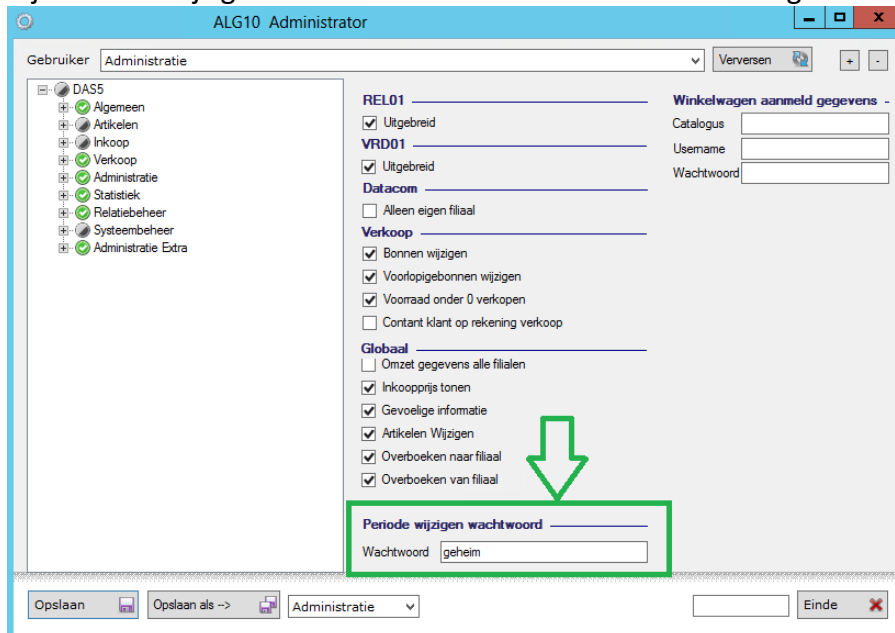 ALG10 Administrator
Gebruiker Administratie Verversen + -
DAS5
Algemeen
Artikelen
Inkoop
Verkoop
Administratie
Statistiek
Relatiebeheer
Systeembeheer
Administratie Extra
REL01
Uitgebreid
VRD01
Uitgebreid
Datacom
Alleen eigen filiaal
Verkoop
Bonnen wijzigen
Voorlopigebonnen wijzigen
Voorraad onder 0 verkopen
Contant klant op rekening verkoop
Globaal
Omzet gegevens alle filialen
Inkoopprijs tonen
Gevoelige informatie
Artikelen Wijzigen
Overboeken naar filiaal
Overboeken van filiaal
Periode wijzigen wachtwoord
Wachtwoord geheim
Winkelwagen aanmeld gegevens
Catalogus
Username
Wachtwoord
Opslaan Opslaan als --> Administratie Einde